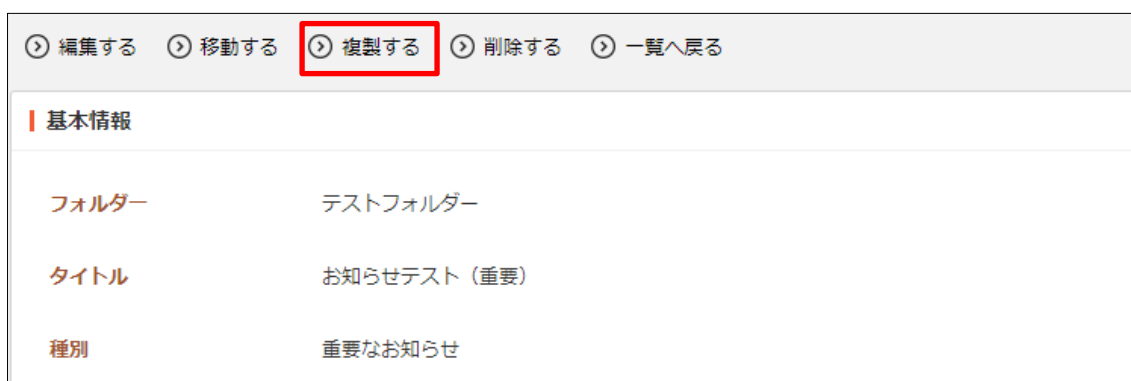 編集する 移動する 複製する 削除する 一覧へ戻る
基本情報
フォルダー テストフォルダー
タイトル お知らせテスト（重要）
種別 重要なお知らせ